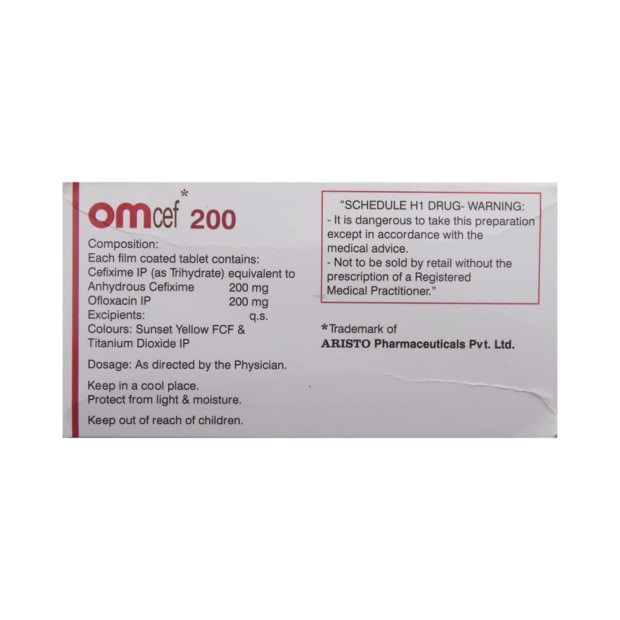 omcef* 200
Composition:
Each film coated tablet contains:
Cefixime IP (as Trihydrate) equivalent to
Anhydrous Cefixime 200 mg
Ofloxacin IP 200 mg
Excipients: q.s.
Colours: Sunset Yellow FCF &
Titanium Dioxide IP
Dosage: As directed by the Physician.
Keep in a cool place.
Protect from light & moisture.
Keep out of reach of children.
"SCHEDULE H1 DRUG- WARNING:
- It is dangerous to take this preparation
except in accordance with the
medical advice.
- Not to be sold by retail without the
prescription of a Registered
Medical Practitioner."
*Trademark of
ARISTO Pharmaceuticals Pvt. Ltd.